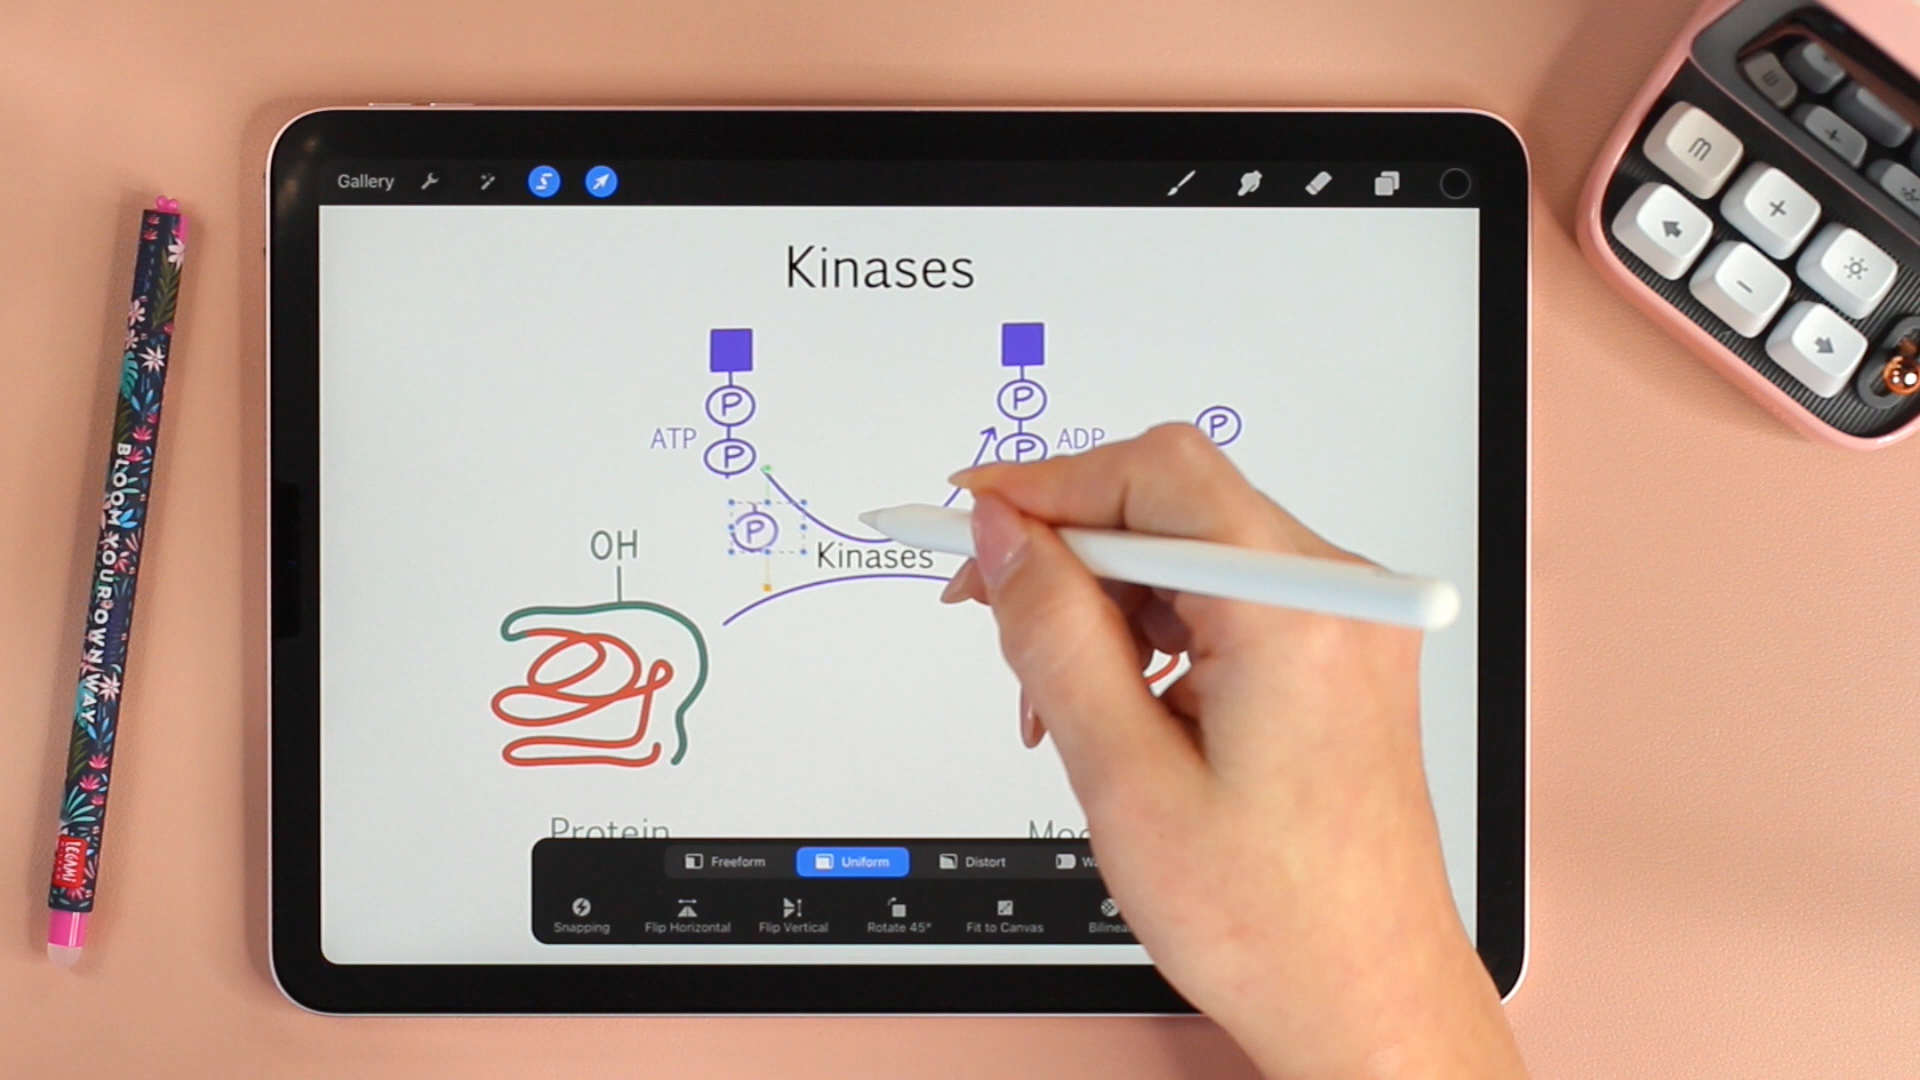 Gallery
Kinases
P
P
ATP
P
P
ADP
P
P
Kinases
OH
Protein
Freeform
Uniform
Distort
Snapping
Flip Horizontal
Flip Vertical
Rotate 45°
Fit to Canvas
BLOOM YOUR OWN WAY
LEGAMI
m
+
-